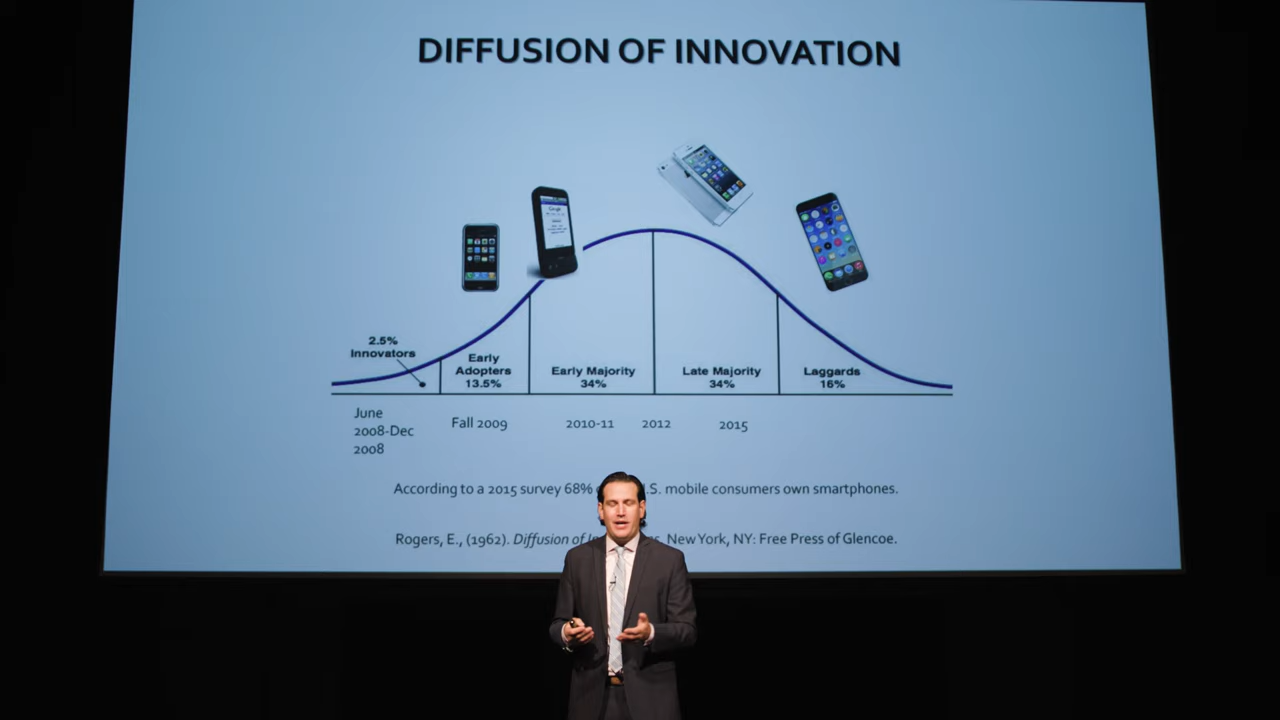 DIFFUSION OF INNOVATION
2.5%
Innovators
Early
Adopters
13.5%
Early Majority
34%
Late Majority
34%
Laggards
16%
June
2008-Dec
2008
Fall 2009
2010-11
2012
2015
According to a 2015 survey 68% .S. mobile consumers own smartphones.
Rogers, E., (1962). Diffusion of New York, NY: Free Press of Glencoe.